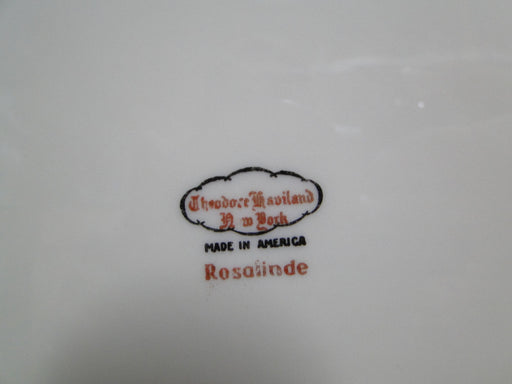 Theodore Haviland
New York
MADE IN AMERICA
Rosalinde